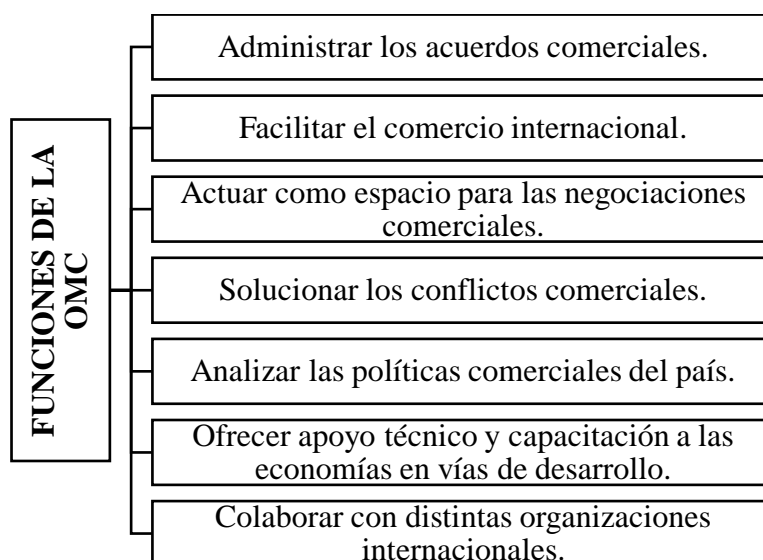 FUNCIONES DE LA
OMC
Administrar los acuerdos comerciales.
Facilitar el comercio internacional.
Actuar como espacio para las negociaciones
comerciales.
Solucionar los conflictos comerciales.
Analizar las políticas comerciales del país.
Ofrecer apoyo técnico y capacitación a las
economías en vías de desarrollo.
Colaborar con distintas organizaciones
internacionales.